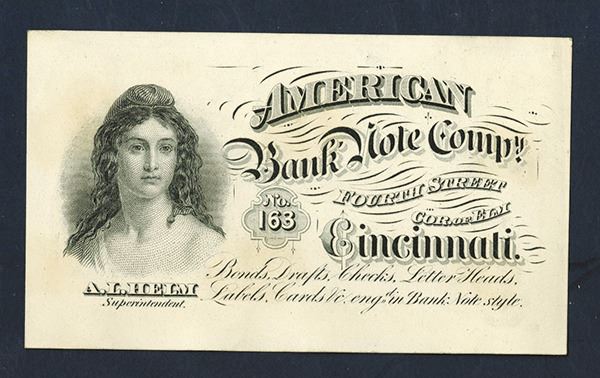 AMERICAN
Bank Note Compy.
No. 163
FOURTH STREET
COR. OF ELM
Cincinnati.
A.L. HELM
Superintendent.
Bonds, Drafts, Checks, Letter Heads,
Labels, Cards &c, engd. in Bank Note style.